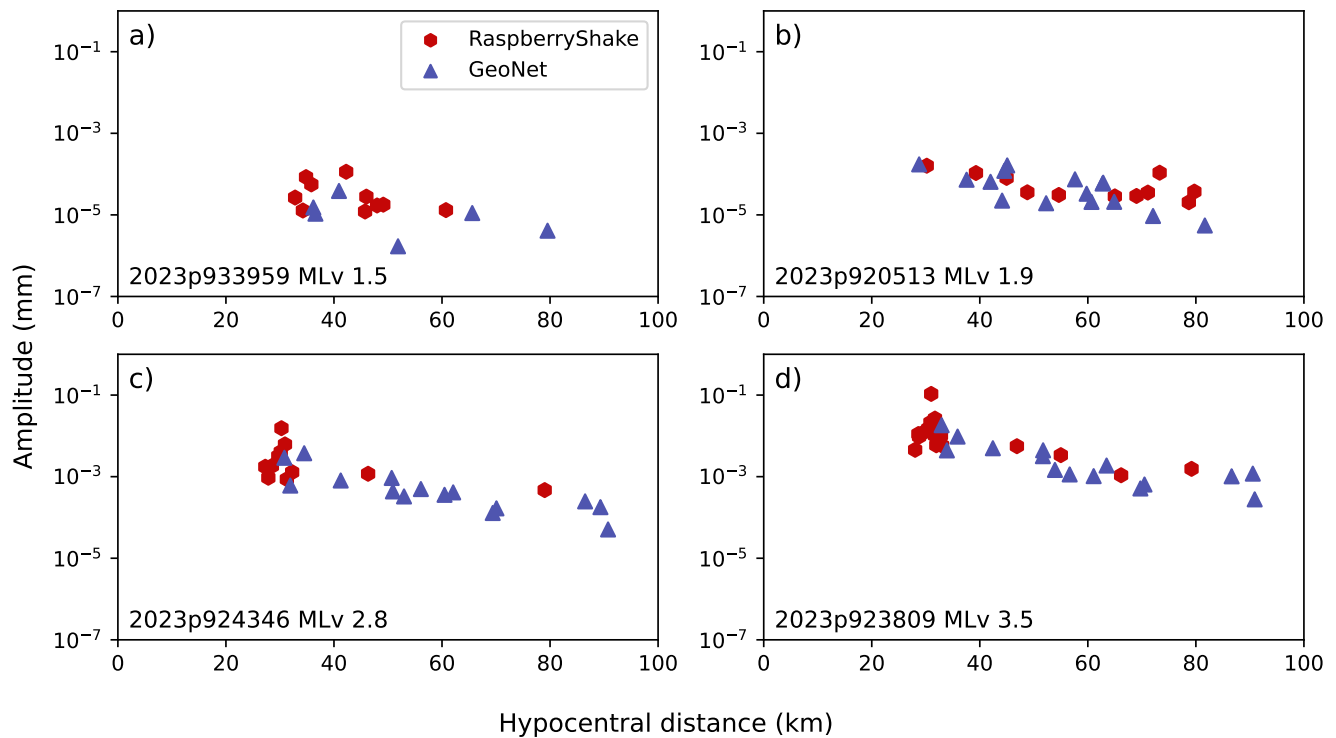 a)
RaspberryShake
GeoNet
10⁻¹
10⁻³
10⁻⁵
10⁻⁷
2023p933959 MLv 1.5
0 20 40 60 80 100
b)
10⁻¹
10⁻³
10⁻⁵
10⁻⁷
2023p920513 MLv 1.9
0 20 40 60 80 100
Amplitude (mm)
c)
10⁻¹
10⁻³
10⁻⁵
10⁻⁷
2023p924346 MLv 2.8
0 20 40 60 80 100
d)
10⁻¹
10⁻³
10⁻⁵
10⁻⁷
2023p923809 MLv 3.5
0 20 40 60 80 100
Hypocentral distance (km)